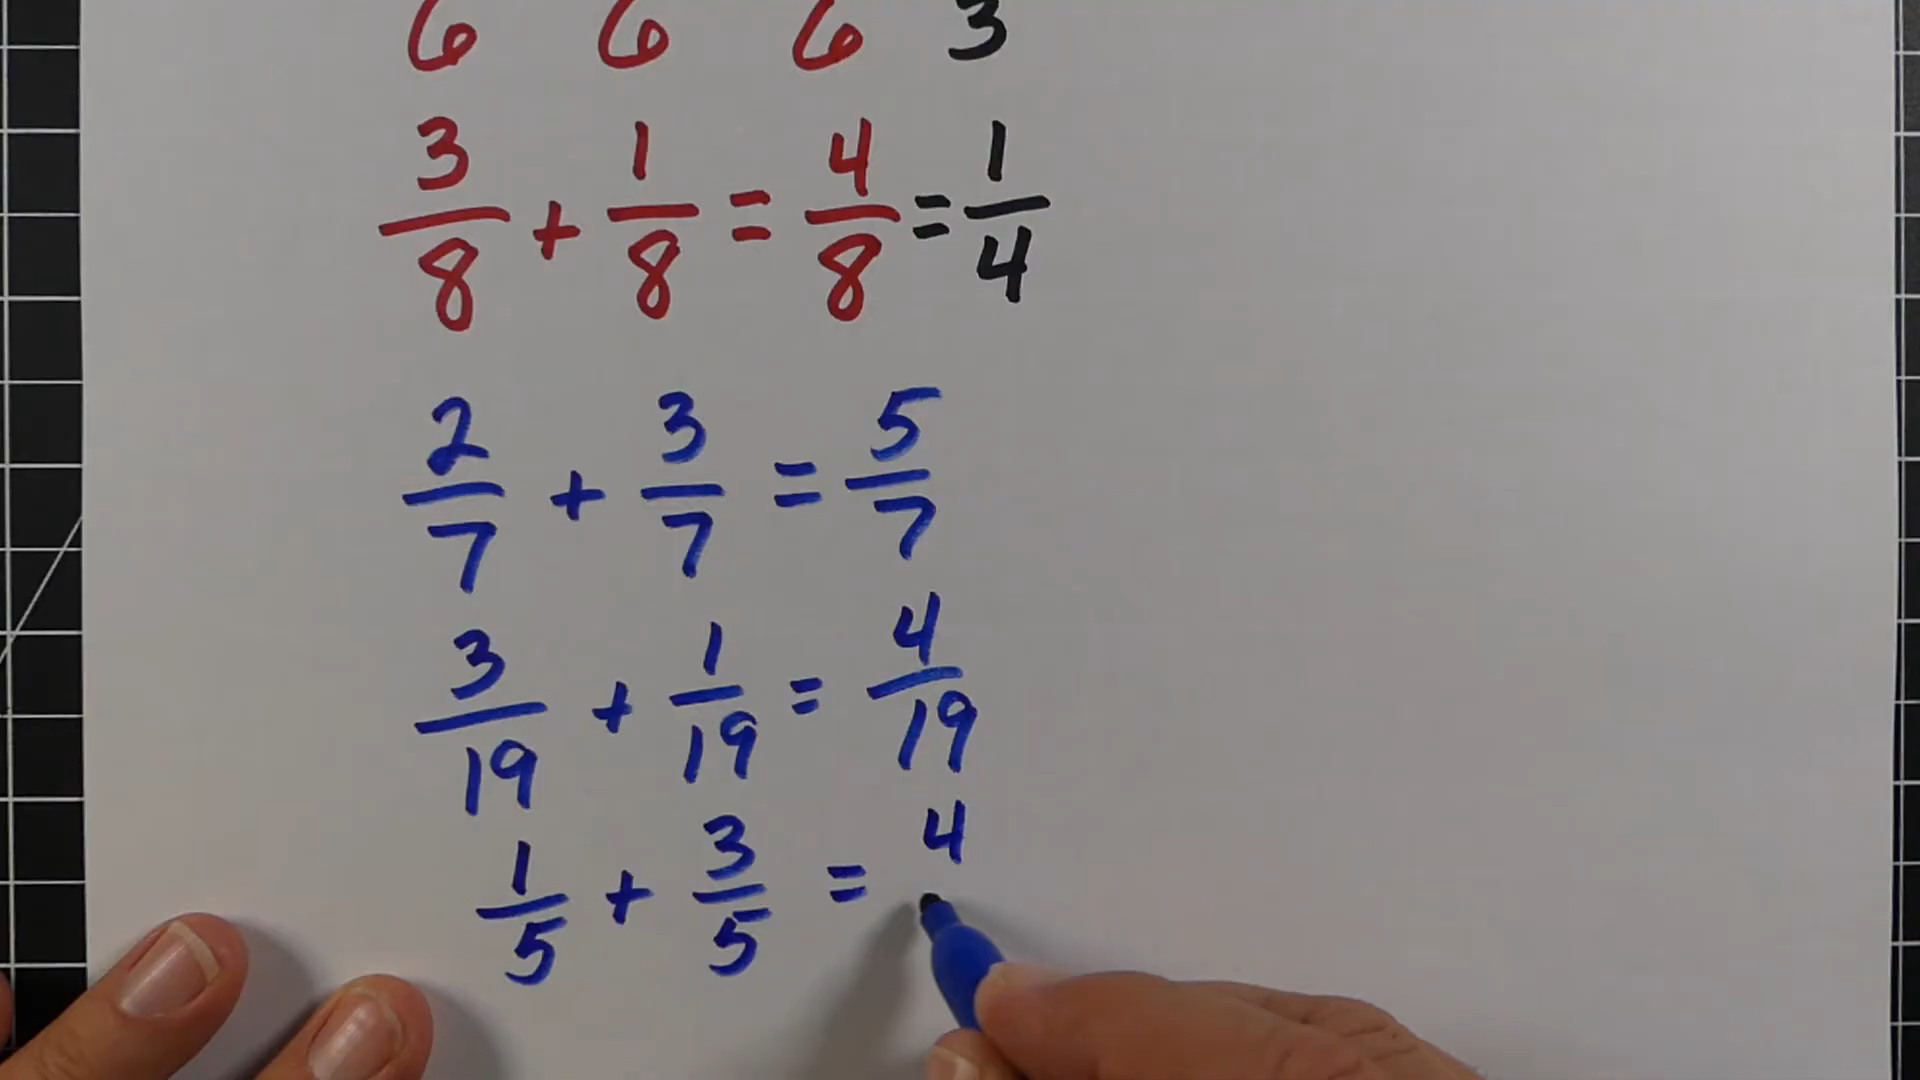 6 6 6 3
3/8 + 1/8 = 4/8 = 1/4
2/7 + 3/7 = 5/7
3/19 + 1/19 = 4/19
1/5 + 3/5 = 4